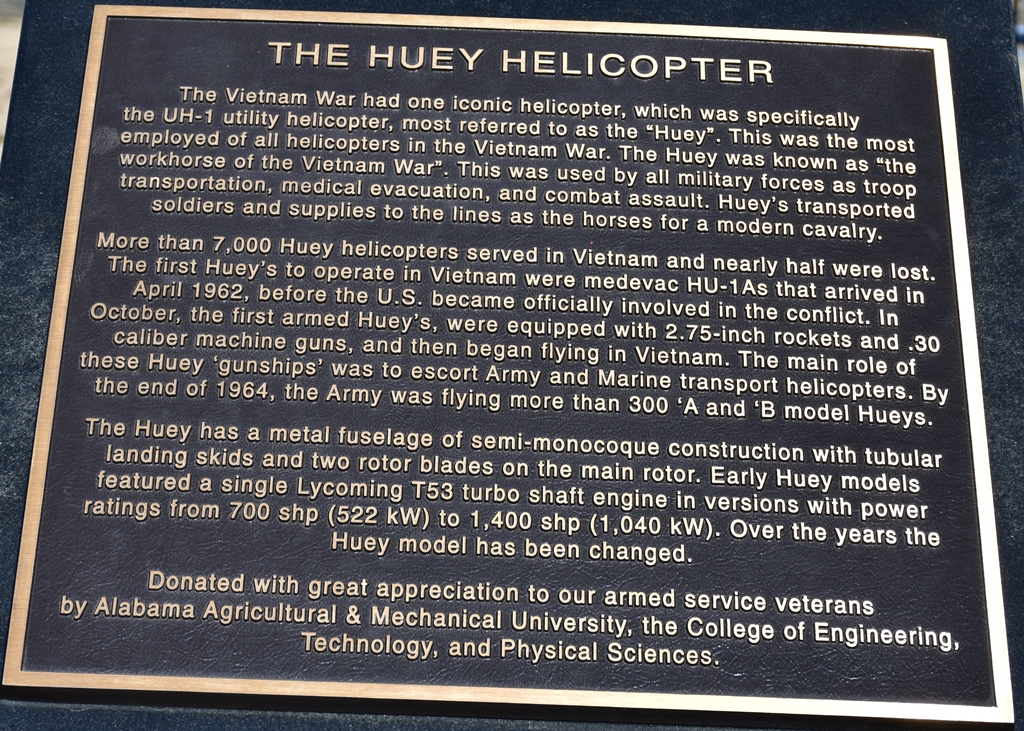 THE HUEY HELICOPTER
The Vietnam War had one iconic helicopter, which was specifically
the UH-1 utility helicopter, most referred to as the “Huey”. This was the most
employed of all helicopters in the Vietnam War. The Huey was known as “the
workhorse of the Vietnam War”. This was used by all military forces as troop
transportation, medical evacuation, and combat assault. Huey’s transported
soldiers and supplies to the lines as the horses for a modern cavalry.
More than 7,000 Huey helicopters served in Vietnam and nearly half were lost.
The first Huey’s to operate in Vietnam were medevac HU-1As that arrived in
April 1962, before the U.S. became officially involved in the conflict. In
October, the first armed Huey’s, were equipped with 2.75-inch rockets and .30
caliber machine guns, and then began flying in Vietnam. The main role of
these Huey ‘gunships’ was to escort Army and Marine transport helicopters. By
the end of 1964, the Army was flying more than 300 ‘A and ‘B model Hueys.
The Huey has a metal fuselage of semi-monocoque construction with tubular
landing skids and two rotor blades on the main rotor. Early Huey models
featured a single Lycoming T53 turbo shaft engine in versions with power
ratings from 700 shp (522 kW) to 1,400 shp (1,040 kW). Over the years the
Huey model has been changed.
Donated with great appreciation to our armed service veterans
by Alabama Agricultural & Mechanical University, the College of Engineering,
Technology, and Physical Sciences.